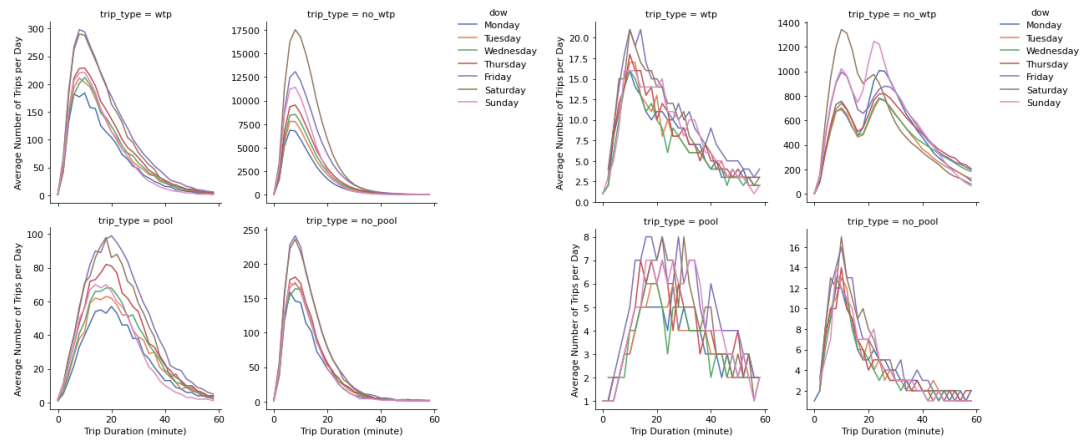 trip_type = wtp
trip_type = no_wtp
dow
Monday
Tuesday
Wednesday
Thursday
Friday
Saturday
Sunday
Average Number of Trips per Day
300
250
200
150
100
50
0
17500
15000
12500
10000
7500
5000
2500
0
trip_type = pool
trip_type = no_pool
Average Number of Trips per Day
100
80
60
40
20
0
250
200
150
100
50
0
0 20 40 60
0 20 40 60
Trip Duration (minute)
Trip Duration (minute)
trip_type = wtp
trip_type = no_wtp
dow
Monday
Tuesday
Wednesday
Thursday
Friday
Saturday
Sunday
Average Number of Trips per Day
20.0
17.5
15.0
12.5
10.0
7.5
5.0
2.5
0.0
1400
1200
1000
800
600
400
200
0
trip_type = pool
trip_type = no_pool
Average Number of Trips per Day
8
7
6
5
4
3
2
1
16
14
12
10
8
6
4
2
0 20 40 60
0 20 40 60
Trip Duration (minute)
Trip Duration (minute)